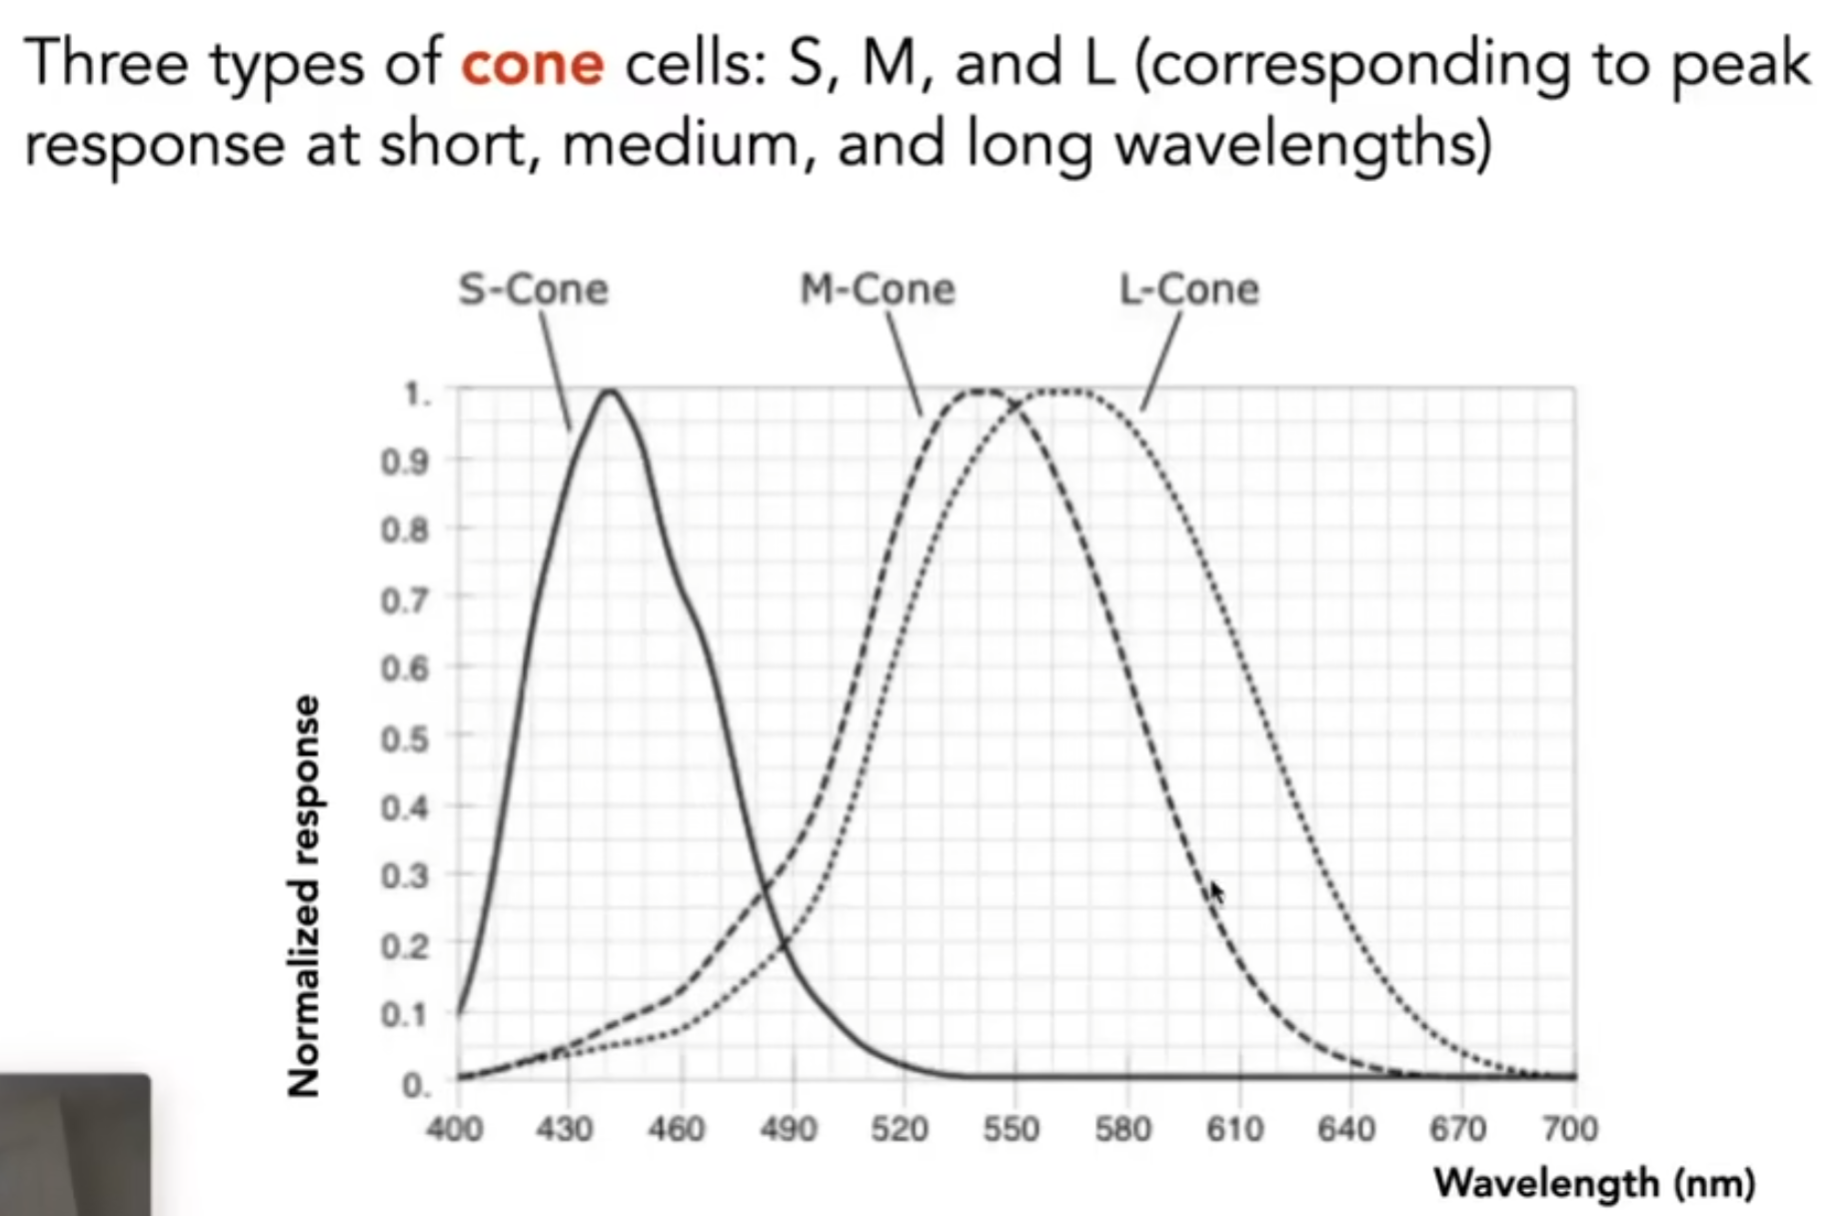 Three types of cone cells: S, M, and L (corresponding to peak
response at short, medium, and long wavelengths)
S-Cone
M-Cone
L-Cone
1.
0.9
0.8
0.7
0.6
0.5
0.4
0.3
0.2
0.1
0.
Normalized response
400 430 460 490 520 550 580 610 640 670 700
Wavelength (nm)